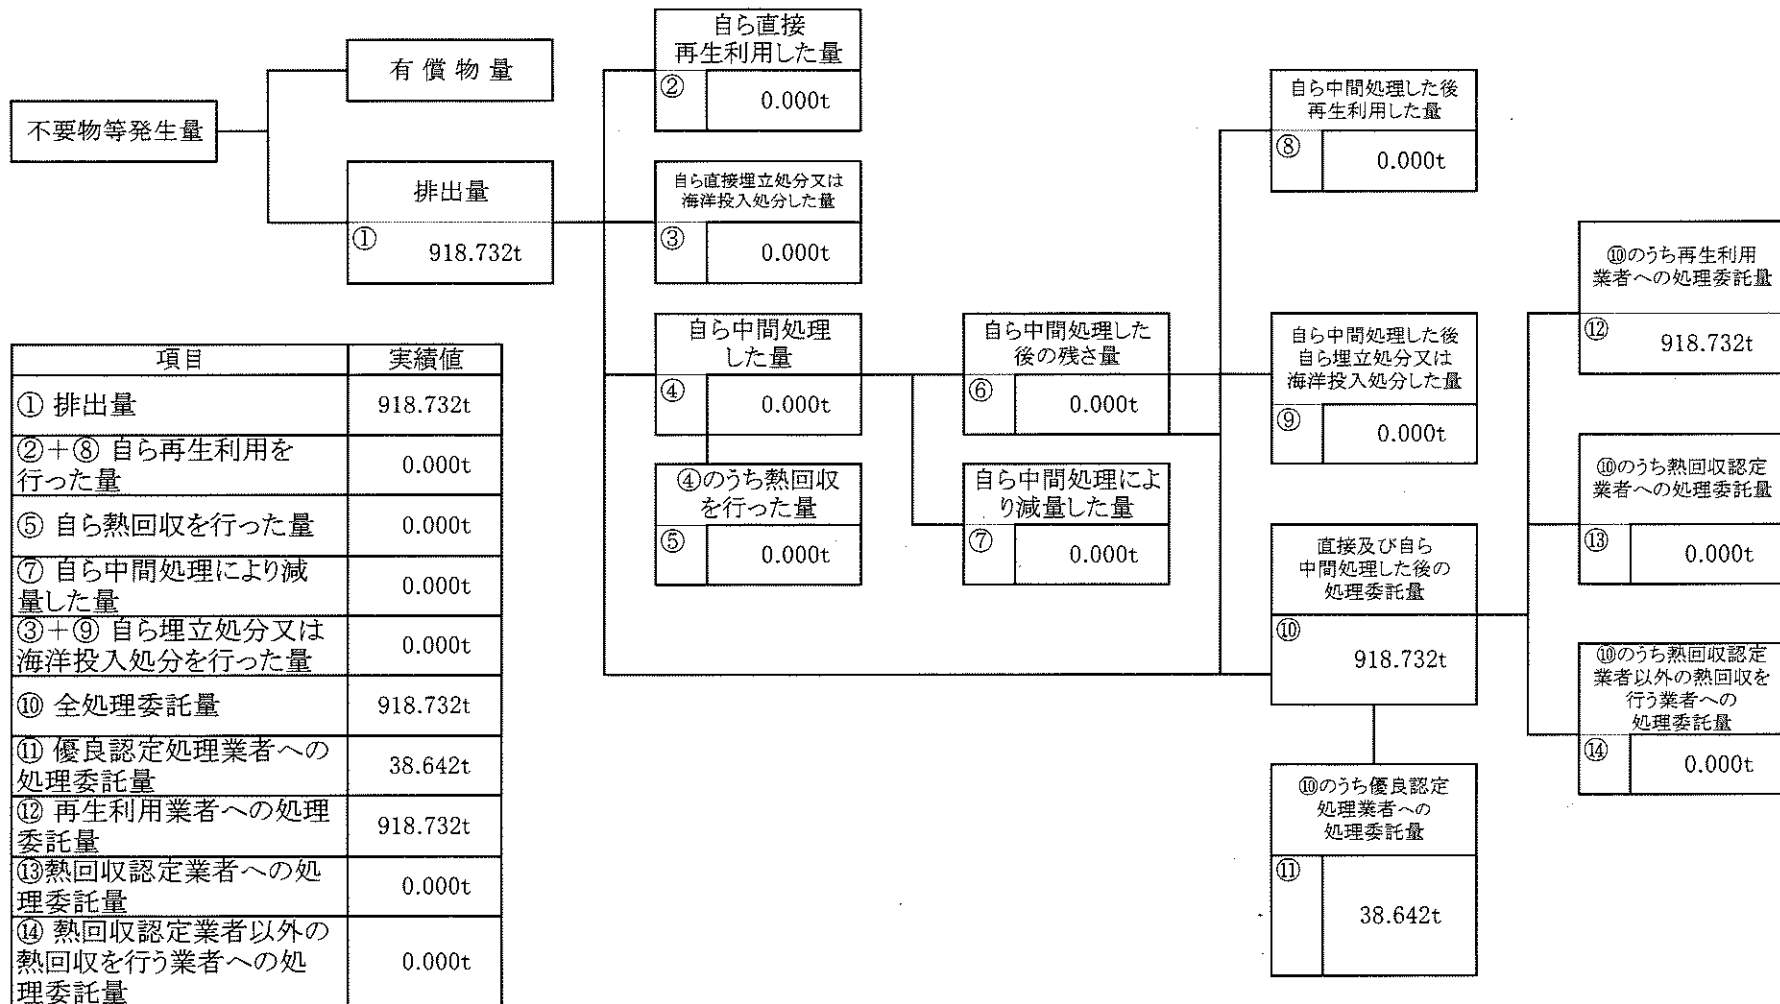 不要物等発生量
有償物量
排出量
①
918.732t
自ら直接
再生利用した量
②
0.000t
自ら直接埋立処分又は
海洋投入処分した量
③
0.000t
自ら中間処理
した量
④
0.000t
④のうち熱回収
を行った量
⑤
0.000t
自ら中間処理した
後の残さ量
⑥
0.000t
自ら中間処理によ
り減量した量
⑦
0.000t
自ら中間処理した後
再生利用した量
⑧
0.000t
自ら中間処理した後
自ら埋立処分又は
海洋投入処分した量
⑨
0.000t
直接及び自ら
中間処理した後の
処理委託量
⑩
918.732t
⑩のうち優良認定
処理業者への
処理委託量
⑪
38.642t
⑩のうち再生利用
業者への処理委託量
⑫
918.732t
⑩のうち熱回収認定
業者への処理委託量
⑬
0.000t
⑩のうち熱回収認定
業者以外の熱回収を
行う業者への
処理委託量
⑭
0.000t
項目 実績値
① 排出量 918.732t
②+⑧ 自ら再生利用を
行った量 0.000t
⑤ 自ら熱回収を行った量 0.000t
⑦ 自ら中間処理により減
量した量 0.000t
③+⑨ 自ら埋立処分又は
海洋投入処分を行った量 0.000t
⑩ 全処理委託量 918.732t
⑪ 優良認定処理業者への
処理委託量 38.642t
⑫ 再生利用業者への処理
委託量 918.732t
⑬熱回収認定業者への処
理委託量 0.000t
⑭ 熱回収認定業者以外の
熱回収を行う業者への処
理委託量 0.000t